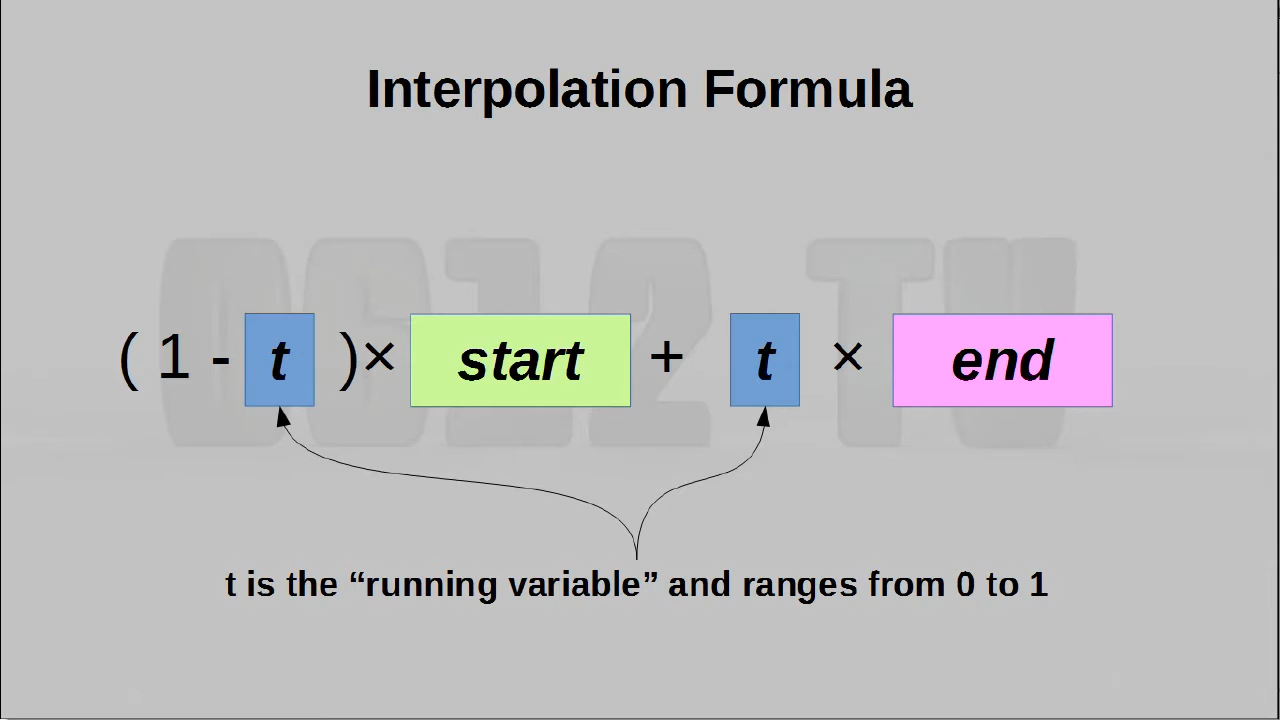 Interpolation Formula
( 1 - t )× start + t × end
t is the “running variable” and ranges from 0 to 1